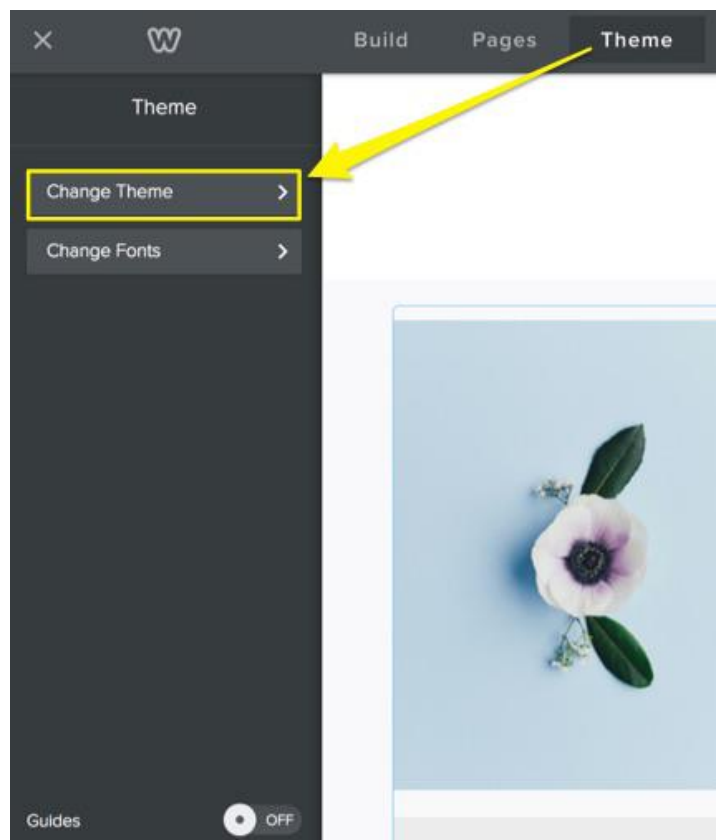 Build Pages Theme
Theme
Change Theme
Change Fonts
Guides OFF